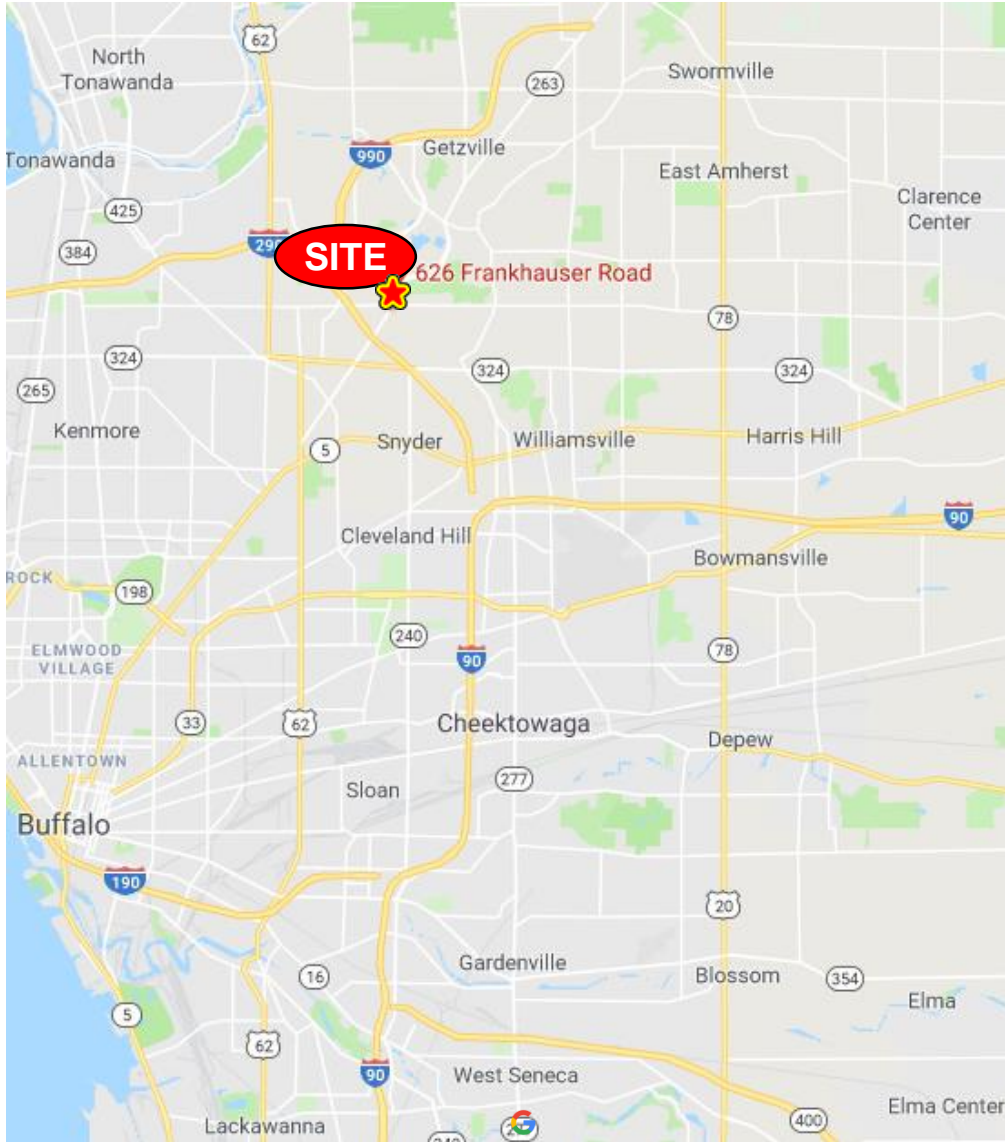 62
North
Tonawanda
263
Swormville
990
Getzville
Tonawanda
East Amherst
Clarence
Center
425
290
384
SITE
626 Frankhauser Road
78
324
324
324
265
Kenmore
5
Snyder
Williamsville
Harris Hill
90
Cleveland Hill
Bowmansville
ROCK
198
240
ELMWOOD
VILLAGE
90
78
33
62
Cheektowaga
Depew
ALLENTOWN
277
Sloan
Buffalo
190
20
16
Gardenville
Blossom
354
Elma
5
62
90
West Seneca
Elma Center
Lackawanna
400